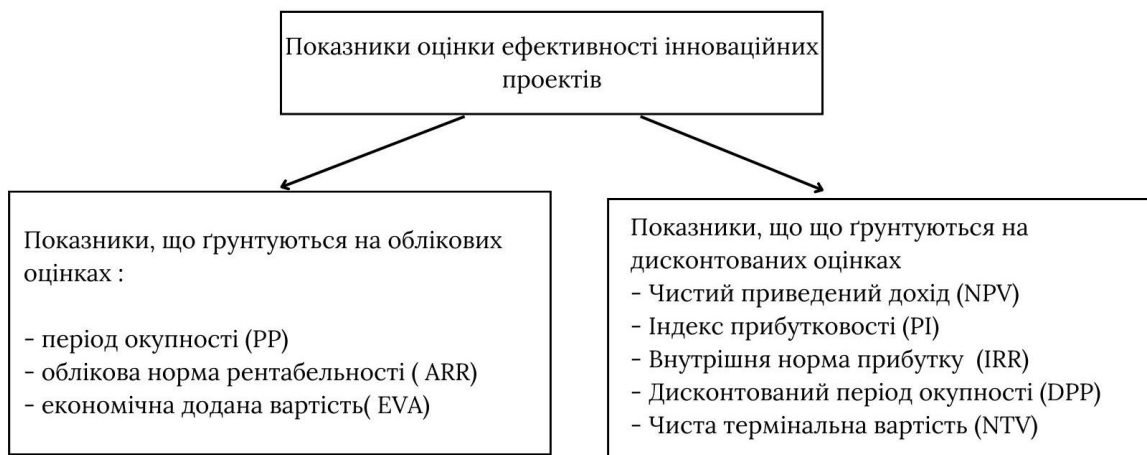 Показники оцінки ефективності інноваційних
проектів
Показники, що ґрунтуються на облікових
оцінках :
- період окупності (PP)
- облікова норма рентабельності ( ARR)
- економічна додана вартість( EVA)
Показники, що що ґрунтуються на
дисконтованих оцінках
- Чистий приведений дохід (NPV)
- Індекс прибутковості (PI)
- Внутрішня норма прибутку  (IRR)
- Дисконтований період окупності (DPP)
- Чиста термінальна вартість (NTV)